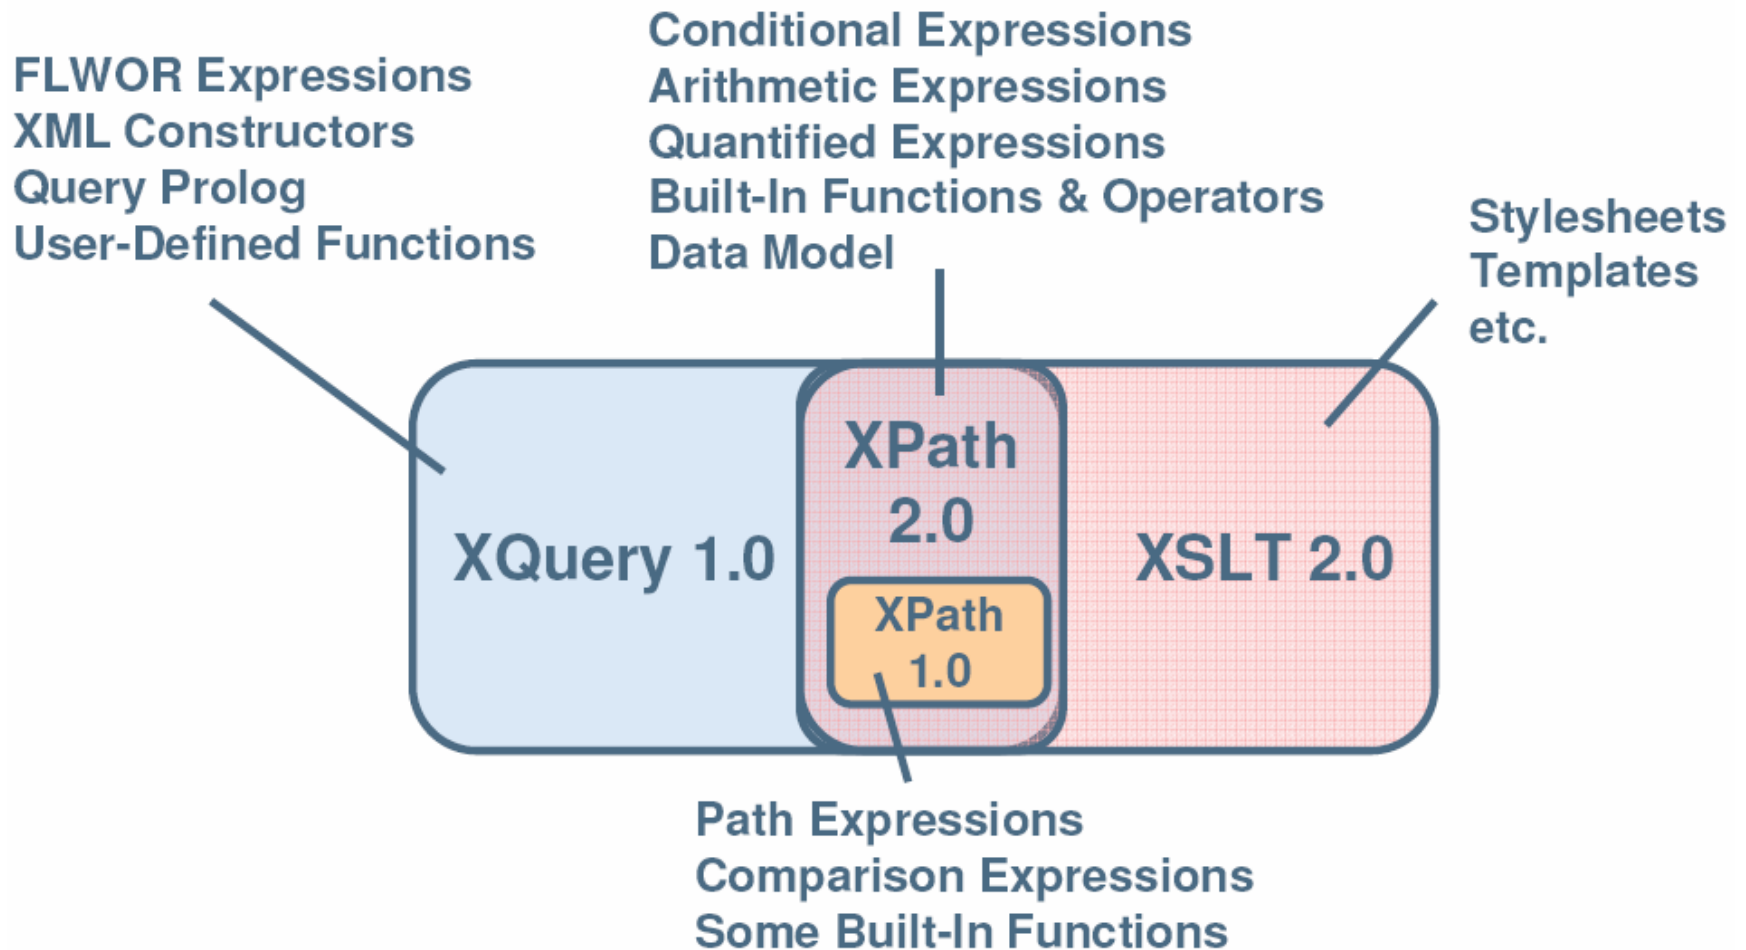 FLWOR Expressions
XML Constructors
Query Prolog
User-Defined Functions
Conditional Expressions
Arithmetic Expressions
Quantified Expressions
Built-In Functions & Operators
Data Model
Stylesheets
Templates
etc.
XQuery 1.0
XPath
2.0
XPath
1.0
XSLT 2.0
Path Expressions
Comparison Expressions
Some Built-In Functions